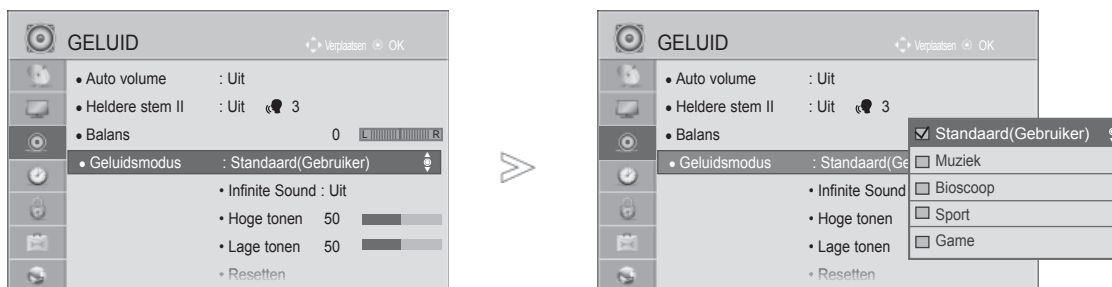 GELUID
Verplaatsen OK
• Auto volume : Uit
• Heldere stem II : Uit 3
• Balans 0 L R
• Geluidsmodus : Standaard(Gebruiker)
• Infinite Sound : Uit
• Hoge tonen 50
• Lage tonen 50
• Resetten
GELUID
Verplaatsen OK
• Auto volume : Uit
• Heldere stem II : Uit 3
• Balans
• Geluidsmodus : Standaard(Ge
• Infinite Sound
• Hoge tonen
• Lage tonen
• Resetten
Standaard(Gebruiker)
Muziek
Bioscoop
Sport
Game